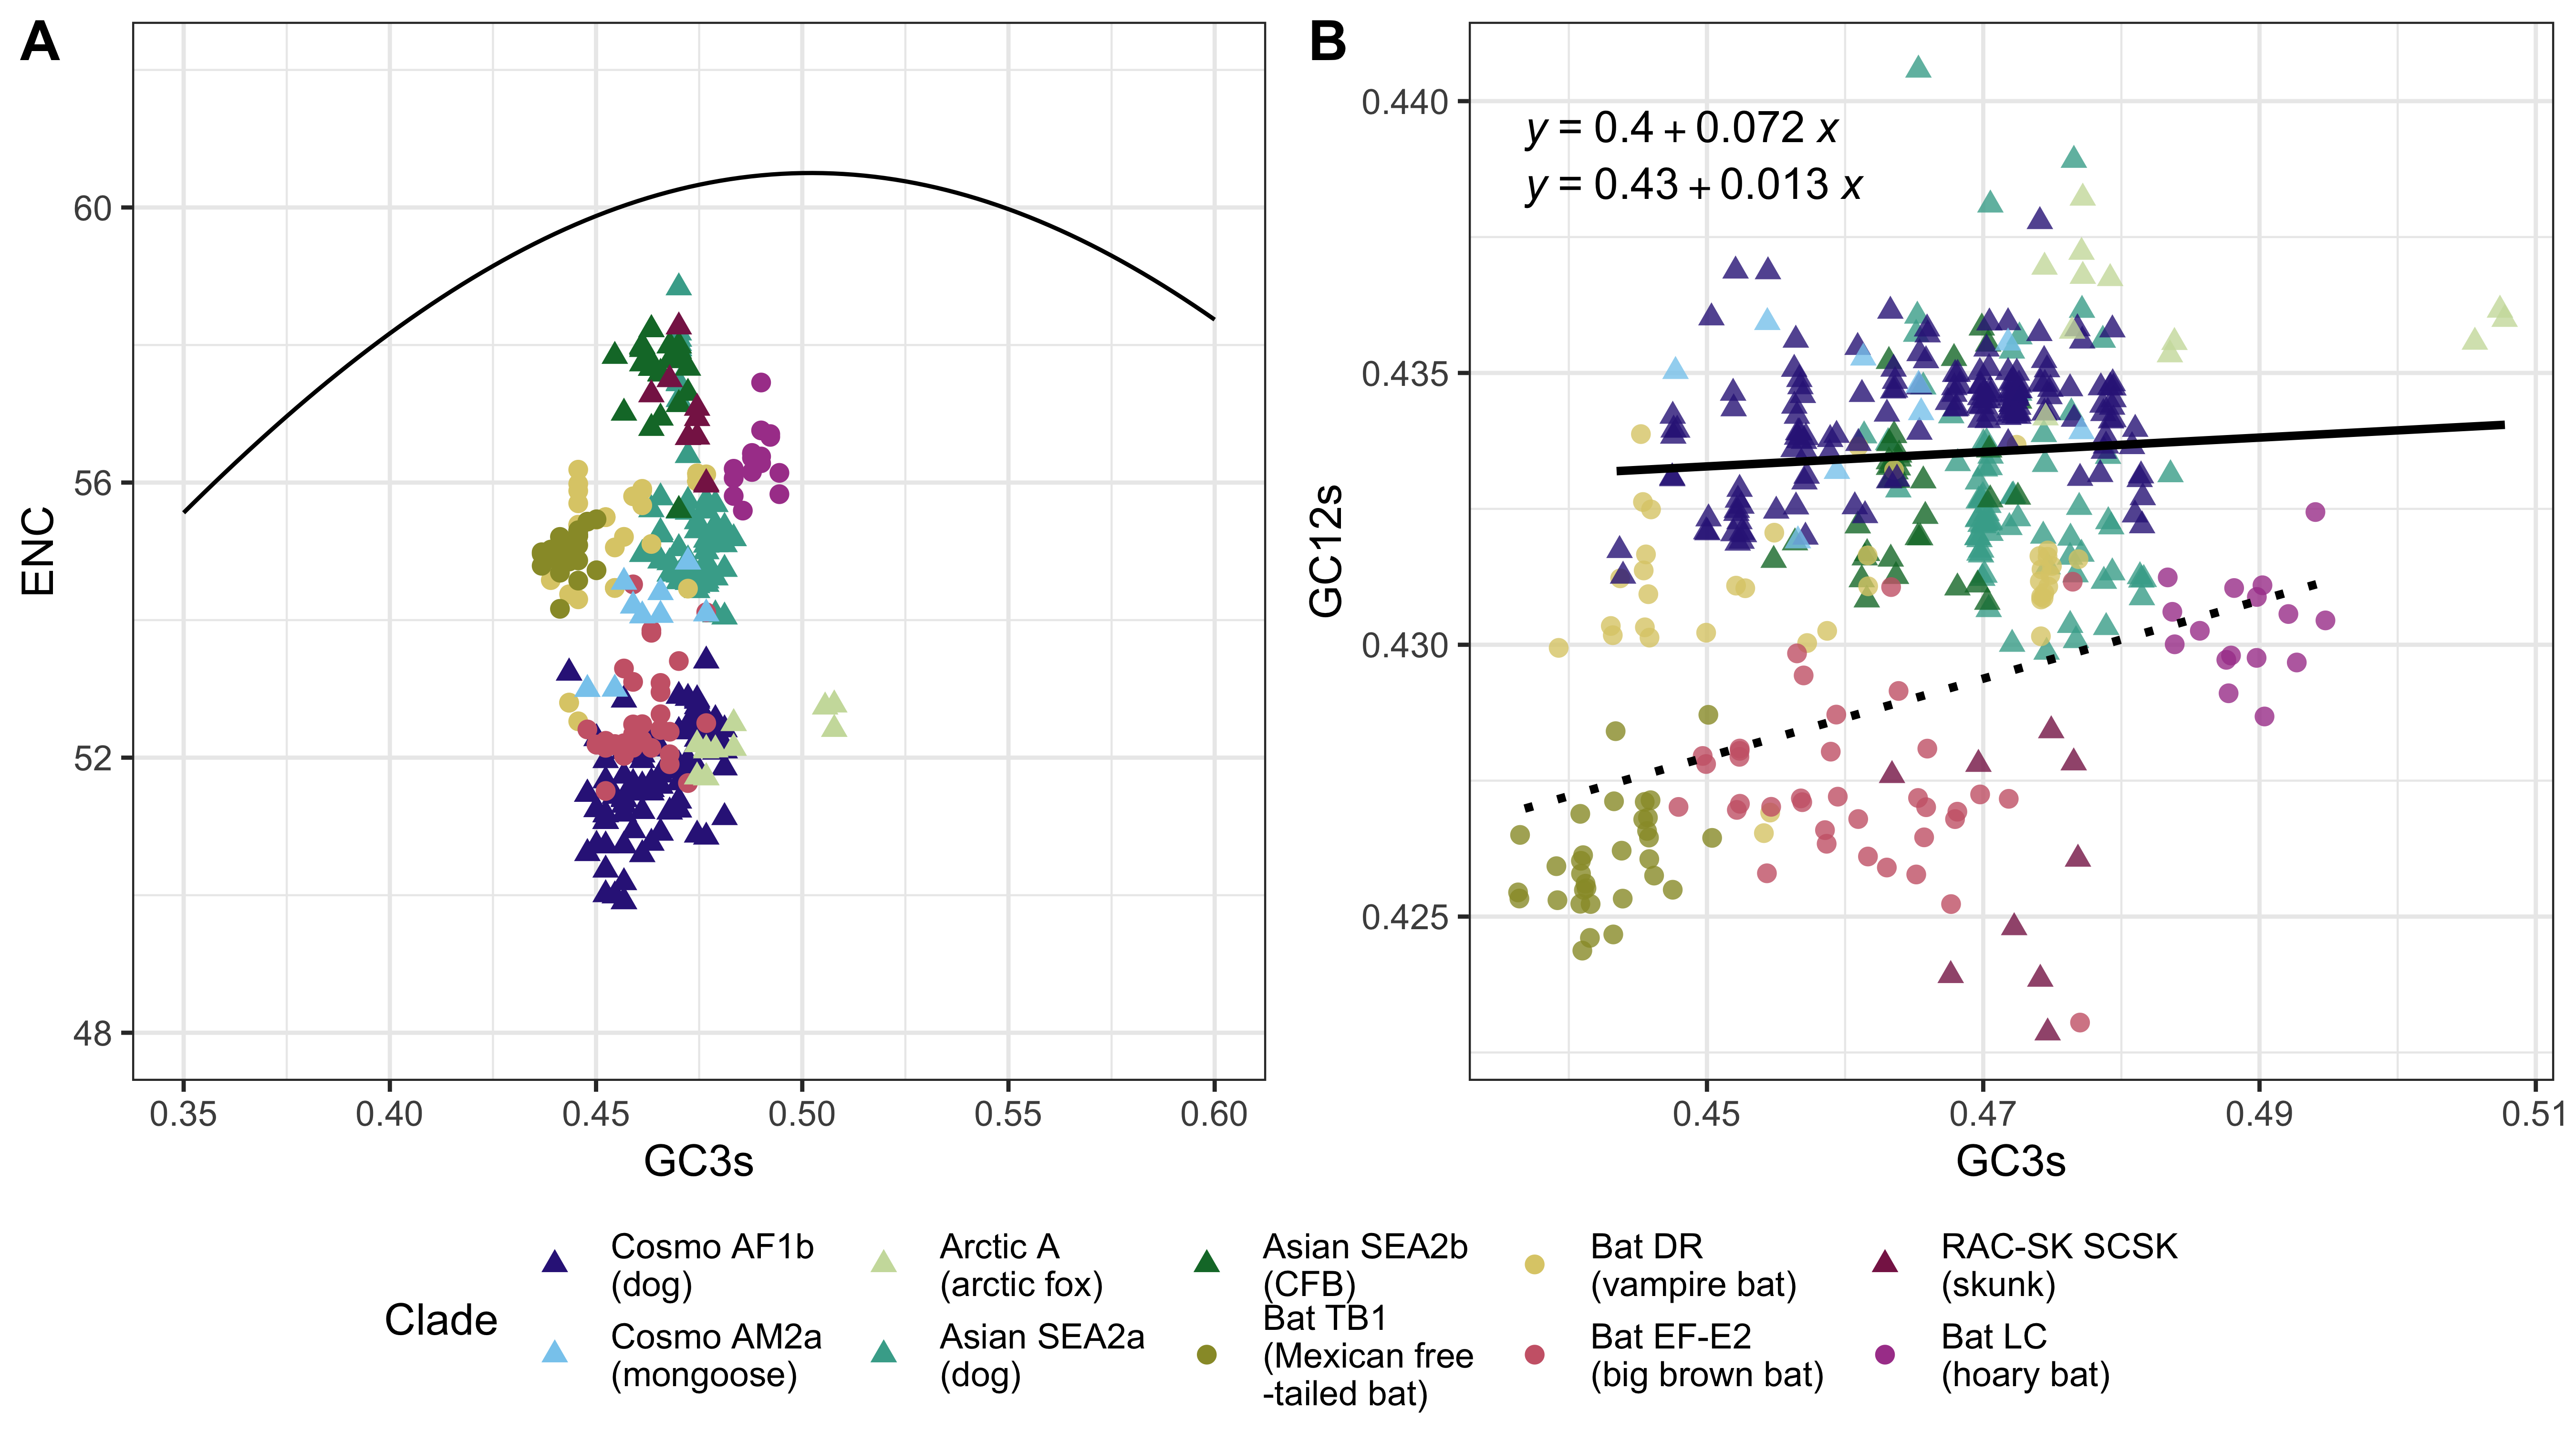 A
B
ENC
60
56
52
48
0.35
0.40
0.45
0.50
0.55
0.60
GC3s
y = 0.4 + 0.072 x
y = 0.43 + 0.013 x
GC12s
0.440
0.435
0.430
0.425
0.45
0.47
0.49
0.51
GC3s
Clade
Cosmo AF1b
(dog)
Cosmo AM2a
(mongoose)
Arctic A
(arctic fox)
Asian SEA2a
(dog)
Asian SEA2b
(CFB)
Bat TB1
(Mexican free
-tailed bat)
Bat DR
(vampire bat)
Bat EF-E2
(big brown bat)
RAC-SK SCSK
(skunk)
Bat LC
(hoary bat)